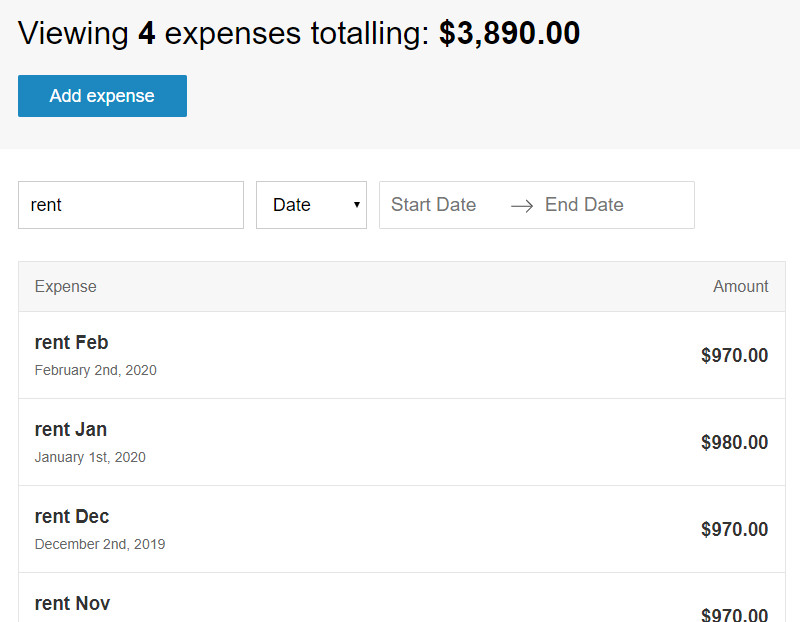 Viewing 4 expenses totalling: $3,890.00
Add expense
rent Date Start Date → End Date
Expense Amount
rent Feb
February 2nd, 2020
$970.00
rent Jan
January 1st, 2020
$980.00
rent Dec
December 2nd, 2019
$970.00
rent Nov
$970.00